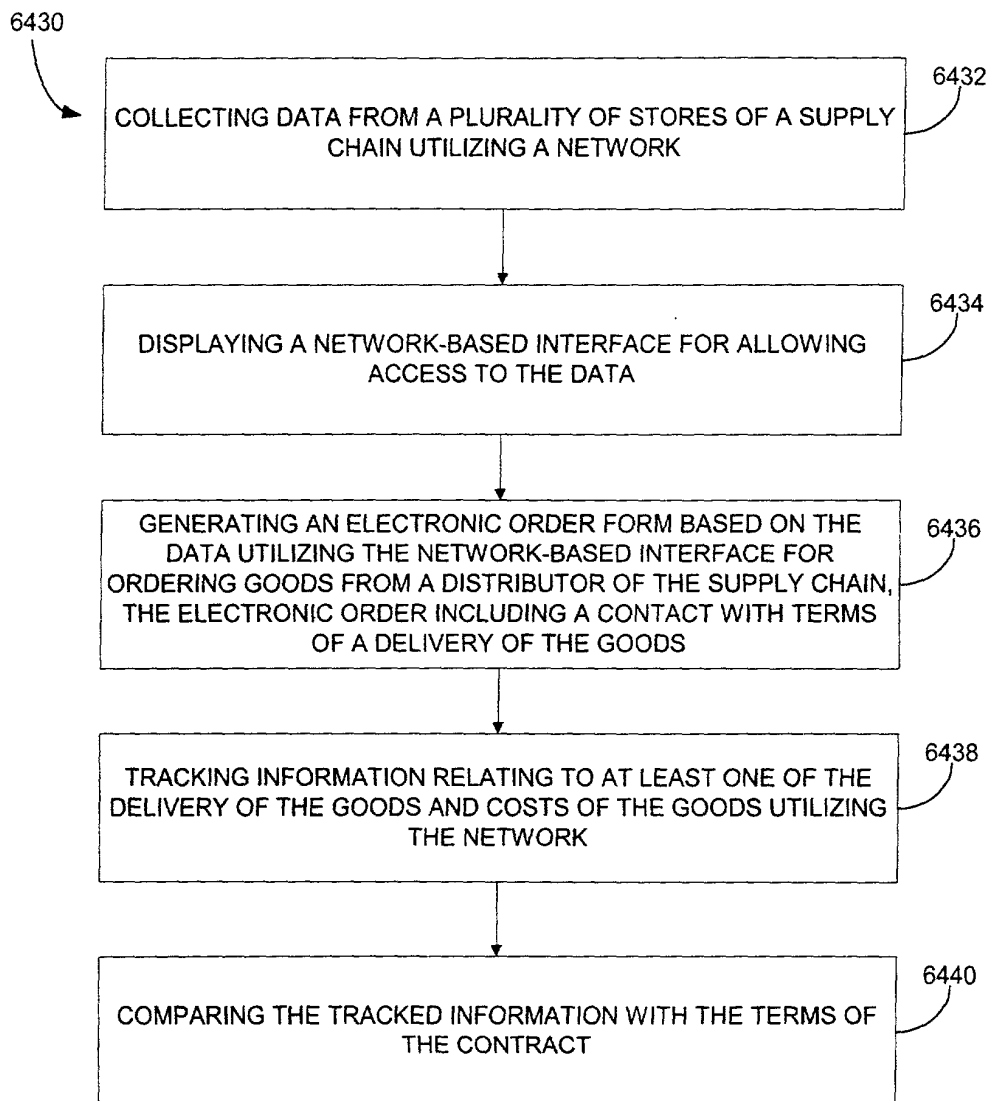 6430
6432
COLLECTING DATA FROM A PLURALITY OF STORES OF A SUPPLY
CHAIN UTILIZING A NETWORK
6434
DISPLAYING A NETWORK-BASED INTERFACE FOR ALLOWING
ACCESS TO THE DATA
6436
GENERATING AN ELECTRONIC ORDER FORM BASED ON THE
DATA UTILIZING THE NETWORK-BASED INTERFACE FOR
ORDERING GOODS FROM A DISTRIBUTOR OF THE SUPPLY CHAIN,
THE ELECTRONIC ORDER INCLUDING A CONTACT WITH TERMS
OF A DELIVERY OF THE GOODS
6438
TRACKING INFORMATION RELATING TO AT LEAST ONE OF THE
DELIVERY OF THE GOODS AND COSTS OF THE GOODS UTILIZING
THE NETWORK
6440
COMPARING THE TRACKED INFORMATION WITH THE TERMS OF
THE CONTRACT